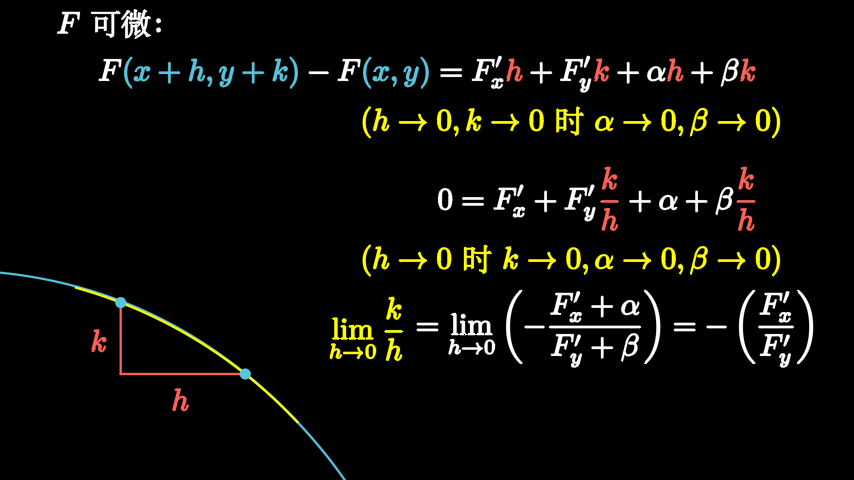 F 可微:
F(x + h, y + k) − F(x, y) = F′ₓh + F′ᵧk + αh + βk
(h → 0, k → 0 时 α → 0, β → 0)
0 = F′ₓ + F′ᵧ k/h + α + β k/h
(h → 0 时 k → 0, α → 0, β → 0)
lim_{h→0} k/h = lim_{h→0} (− (F′ₓ + α)/(F′ᵧ + β)) = − (F′ₓ/F′ᵧ)
k
h